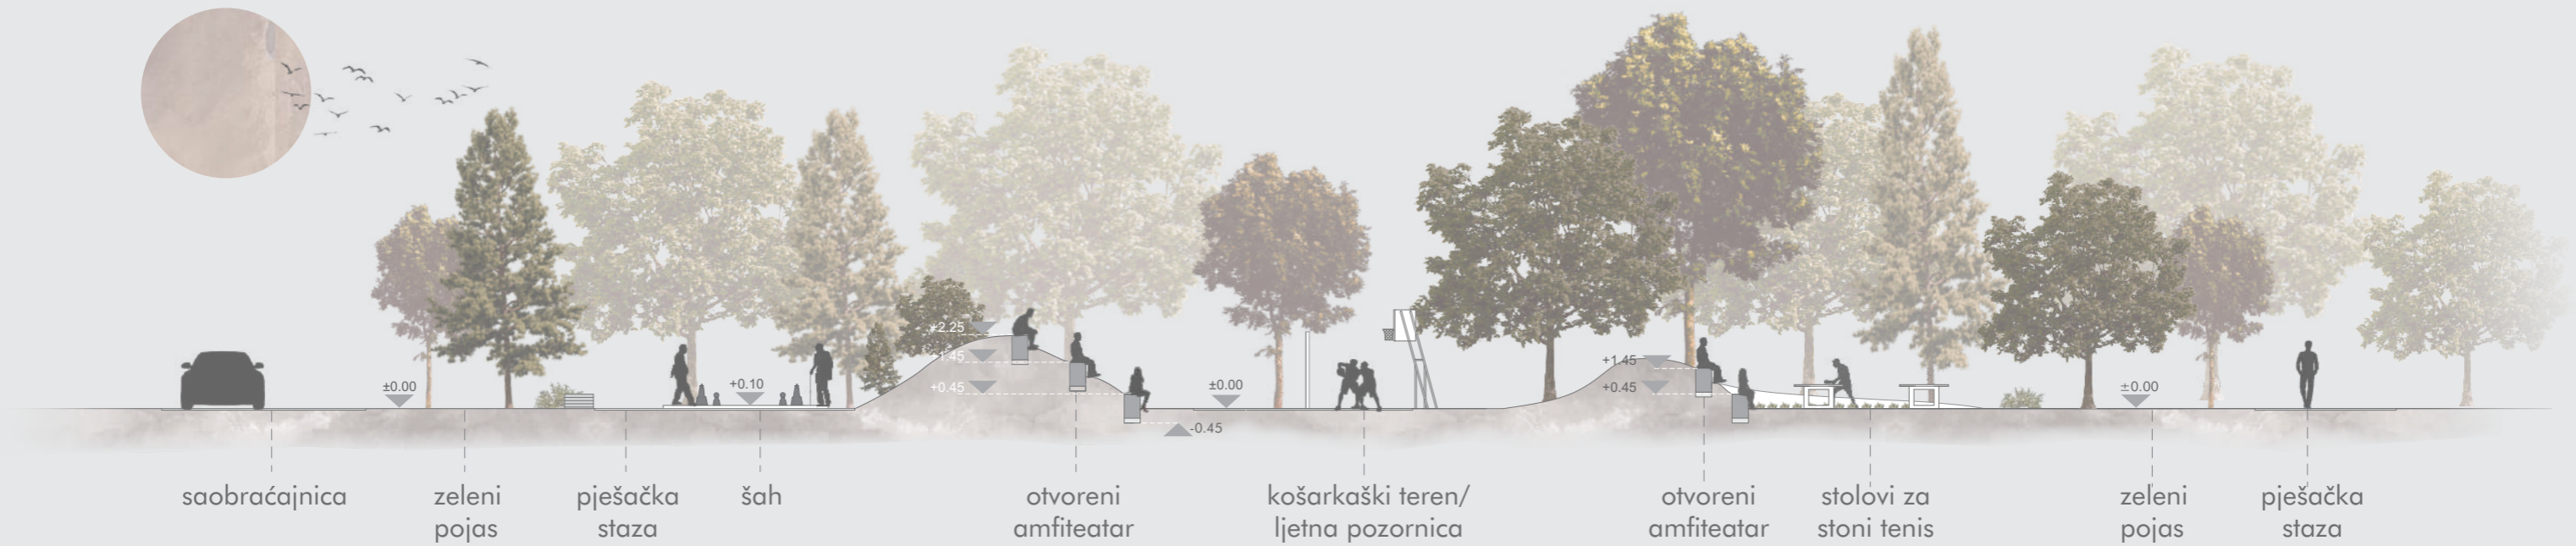 +2.25
+1.45
+0.45
±0.00
+0.10
±0.00
-0.45
+1.45
+0.45
±0.00
saobraćajnica
zeleni
pojas
pješačka
staza
šah
otvoreni
amfiteatar
košarkaški teren/
ljetna pozornica
otvoreni
amfiteatar
stolovi za
stoni tenis
zeleni
pojas
pješačka
staza